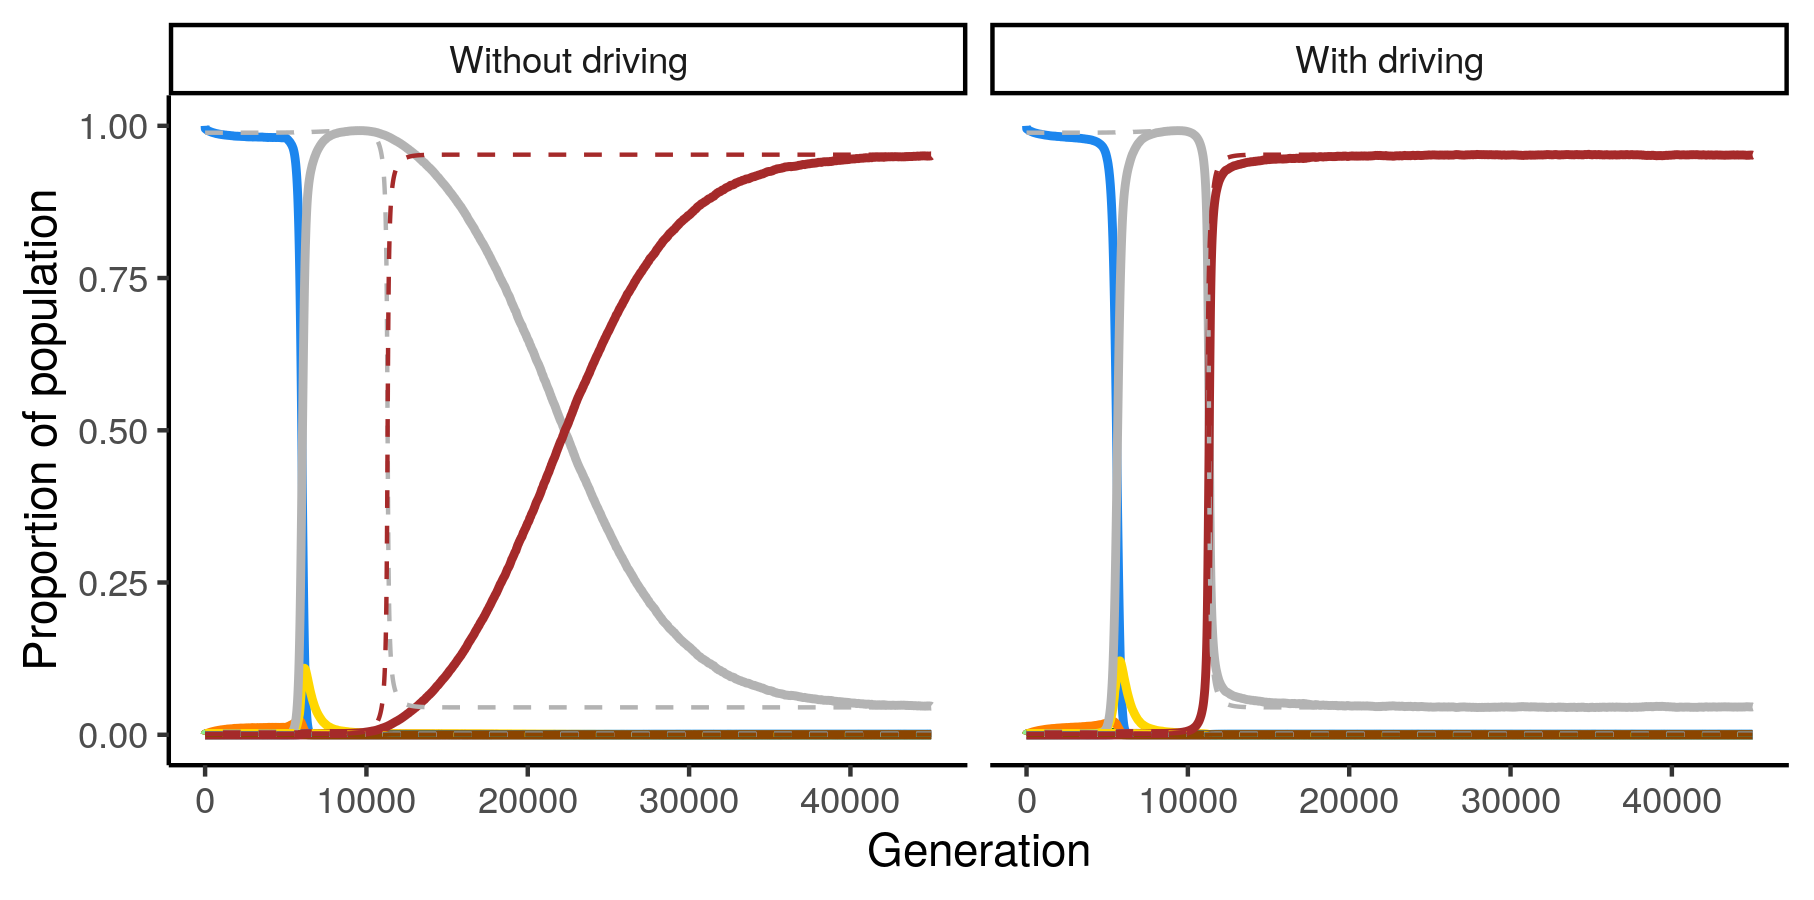 Without driving
With driving
Proportion of population
1.00
0.75
0.50
0.25
0.00
0 10000 20000 30000 40000
0 10000 20000 30000 40000
Generation